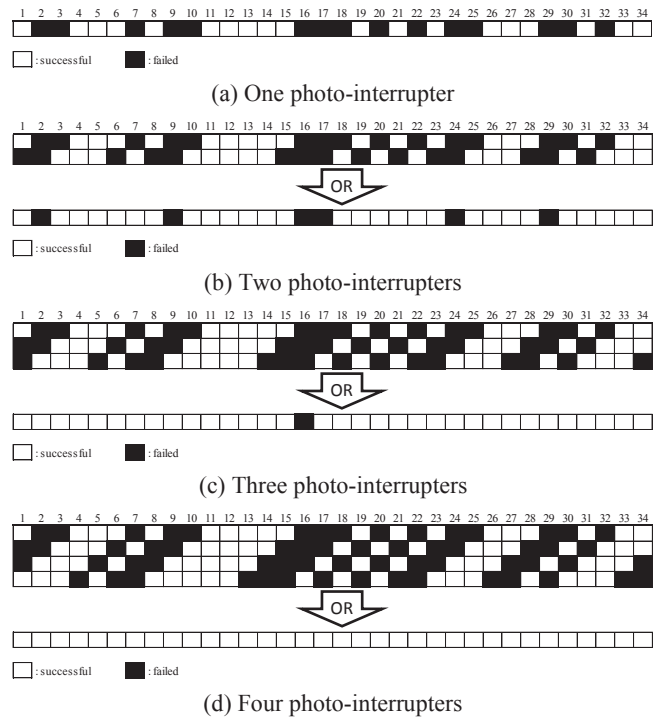 1 2 3 4 5 6 7 8 9 10 11 12 13 14 15 16 17 18 19 20 21 22 23 24 25 26 27 28 29 30 31 32 33 34
: successful : failed
(a) One photo-interrupter
1 2 3 4 5 6 7 8 9 10 11 12 13 14 15 16 17 18 19 20 21 22 23 24 25 26 27 28 29 30 31 32 33 34
OR
: successful : failed
(b) Two photo-interrupters
1 2 3 4 5 6 7 8 9 10 11 12 13 14 15 16 17 18 19 20 21 22 23 24 25 26 27 28 29 30 31 32 33 34
OR
: successful : failed
(c) Three photo-interrupters
1 2 3 4 5 6 7 8 9 10 11 12 13 14 15 16 17 18 19 20 21 22 23 24 25 26 27 28 29 30 31 32 33 34
OR
: successful : failed
(d) Four photo-interrupters